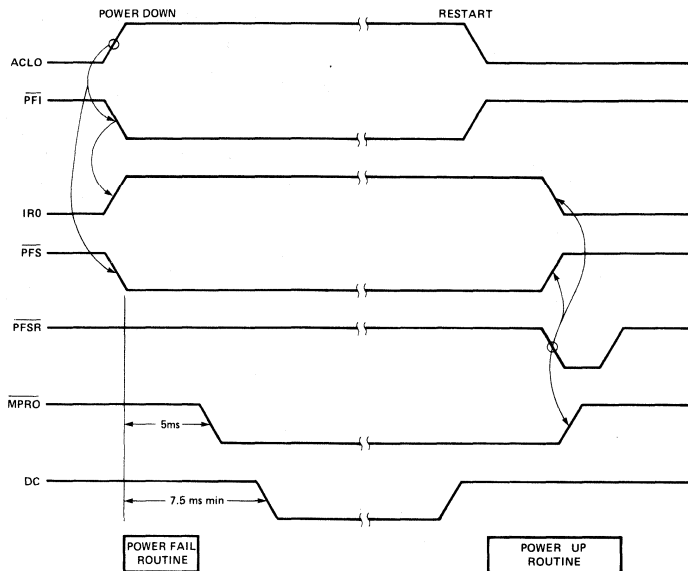 POWER DOWN
RESTART
ACLO
PFI
IR0
PFS
PFSR
MPRO
5ms
DC
7.5 ms min
POWER FAIL
ROUTINE
POWER UP
ROUTINE